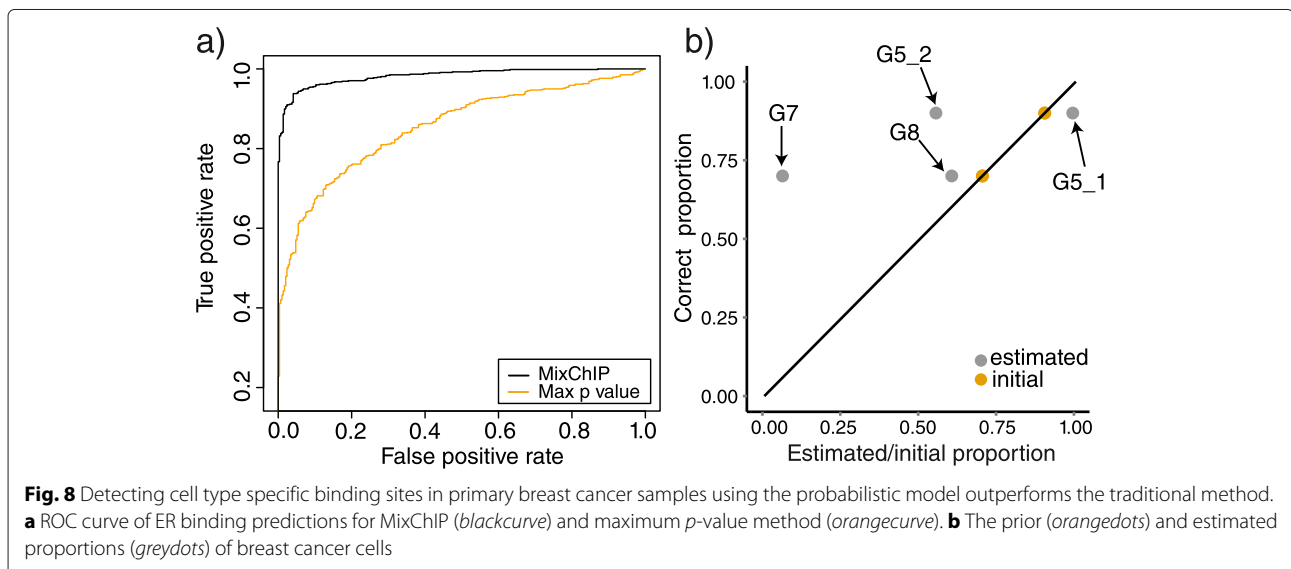 a)
True positive rate
1.0
0.8
0.6
0.4
0.2
MixChIP
Max p value
0.0 0.2 0.4 0.6 0.8 1.0
False positive rate
b)
Correct proportion
1.00
0.75
0.50
0.25
0.00
G7
G5_2
G8
G5_1
estimated
initial
0.00 0.25 0.50 0.75 1.00
Estimated/initial proportion
Fig. 8 Detecting cell type specific binding sites in primary breast cancer samples using the probabilistic model outperforms the traditional method.
a ROC curve of ER binding predictions for MixChIP (blackcurve) and maximum p-value method (orangecurve). b The prior (orangedots) and estimated
proportions (greydots) of breast cancer cells